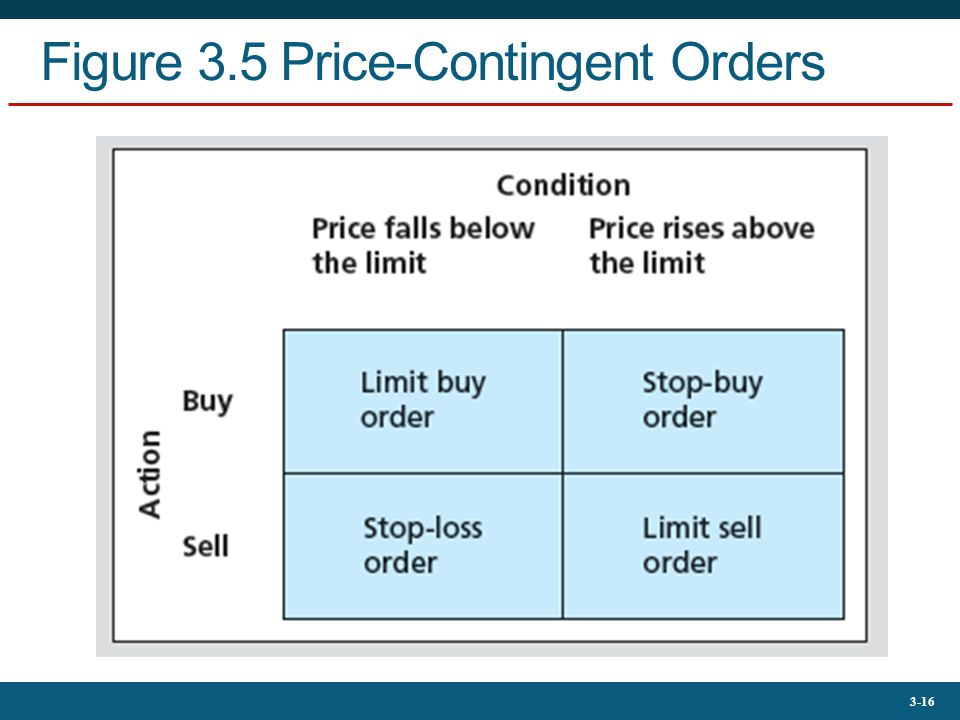 Figure 3.5 Price-Contingent Orders
Condition
Price falls below
the limit
Price rises above
the limit
Action
Buy
Limit buy
order
Stop-buy
order
Sell
Stop-loss
order
Limit sell
order
3-16